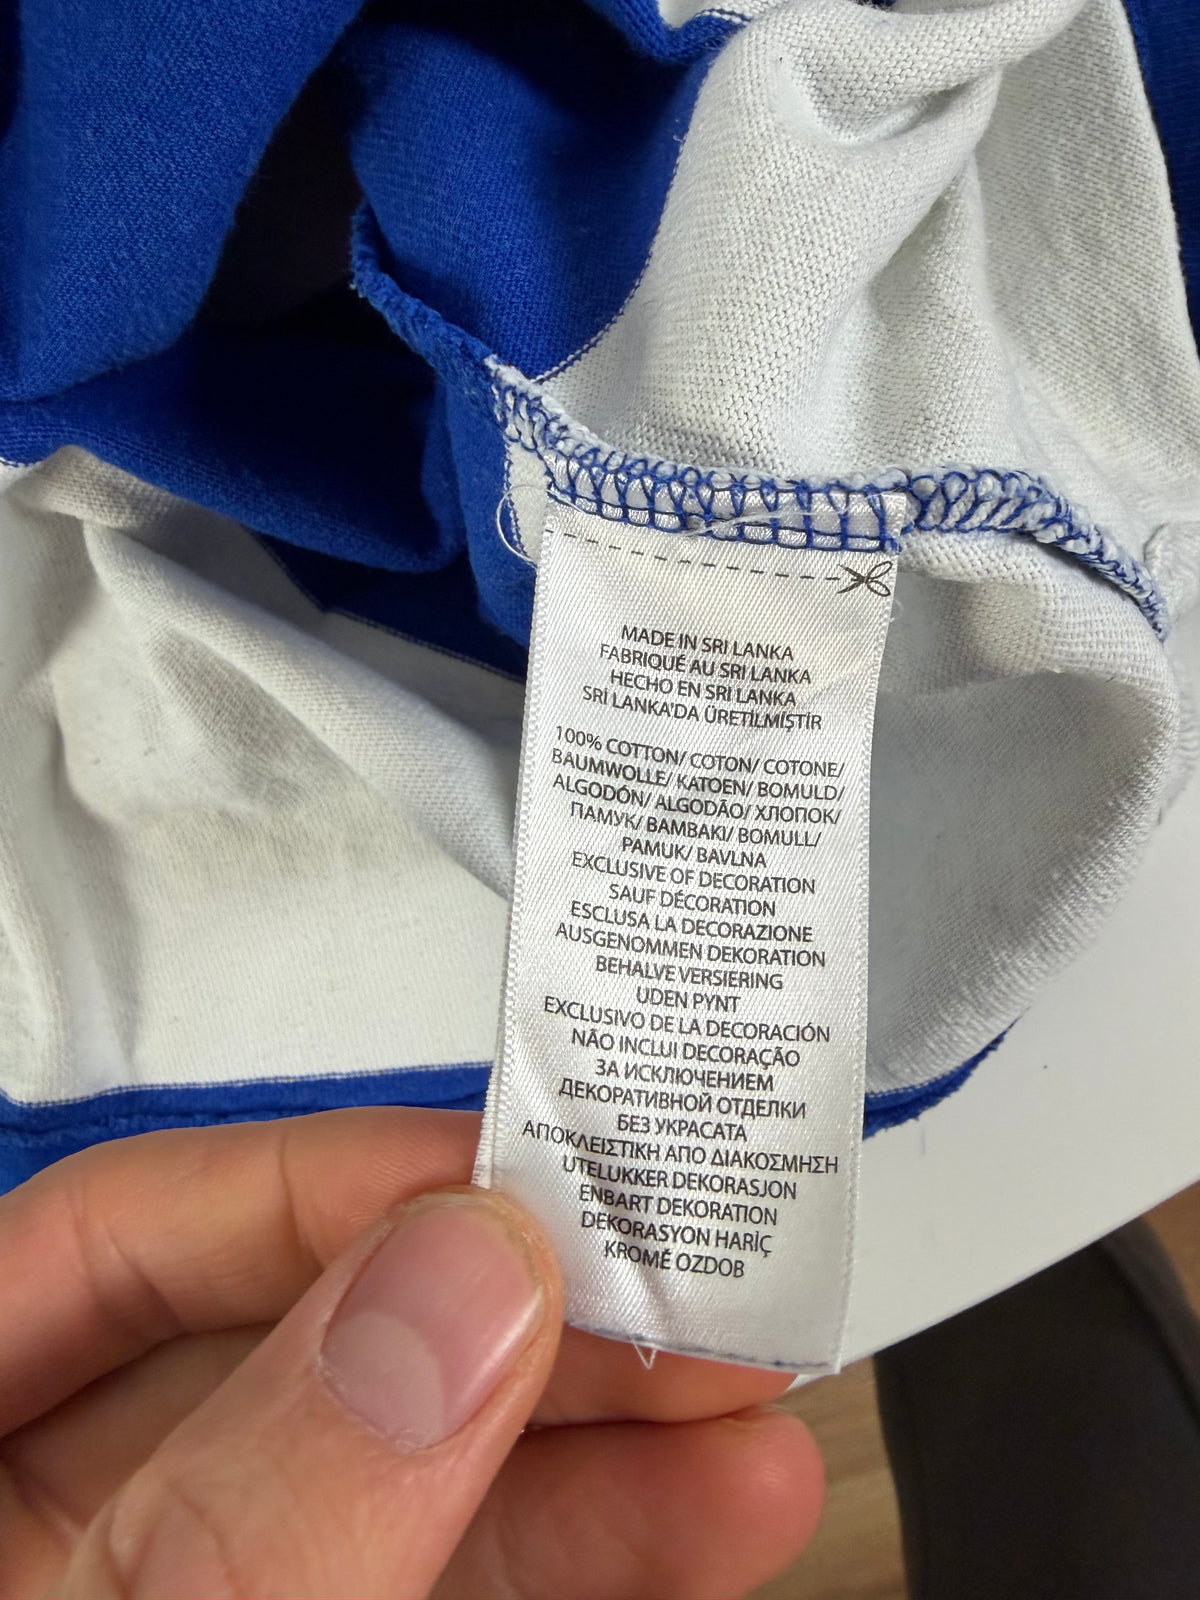 MADE IN SRI LANKA
FABRIQUÉ AU SRI LANKA
HECHO EN SRI LANKA
SRİ LANKA'DA ÜRETİLMİŞTİR
100% COTTON/ COTON/ COTONE/
BAUMWOLLE/ KATOEN/ BOMULD/
ALGODÓN/ ALGODÃO/ ХЛОПОК/
ПАМУК/ BAMBAKI/ BOMULL/
PAMUK/ BAVLNA
EXCLUSIVE OF DECORATION
SAUF DÉCORATION
ESCLUSA LA DECORAZIONE
AUSGENOMMEN DEKORATION
BEHALVE VERSIERING
UDEN PYNT
EXCLUSIVO DE LA DECORACIÓN
NÃO INCLUI DECORAÇÃO
ЗА ИСКЛЮЧЕНИЕМ
ДЕКОРАТИВНОЙ ОТДЕЛКИ
БЕЗ УКРАСАТА
ΑΠΟΚΛΕΙΣΤΙΚΗ ΑΠΟ ΔΙΑΚΟΣΜΗΣΗ
UTELUKKER DEKORASJON
ENBART DEKORATION
DEKORASYON HARİÇ
KROMÉ OZDOB